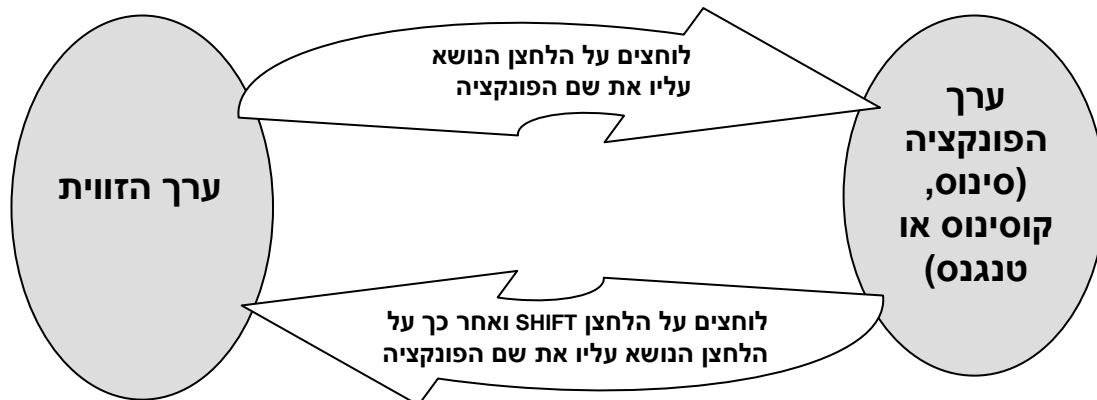 לוחצים על הלחצן הנושא
עליו את שם הפונקציה
ערך
הפונקציה
(סינוס,
קוסינוס או
טנגנס)
ערך הזווית
לוחצים על הלחצן SHIFT ואחר כך על
הלחצן הנושא עליו את שם הפונקציה